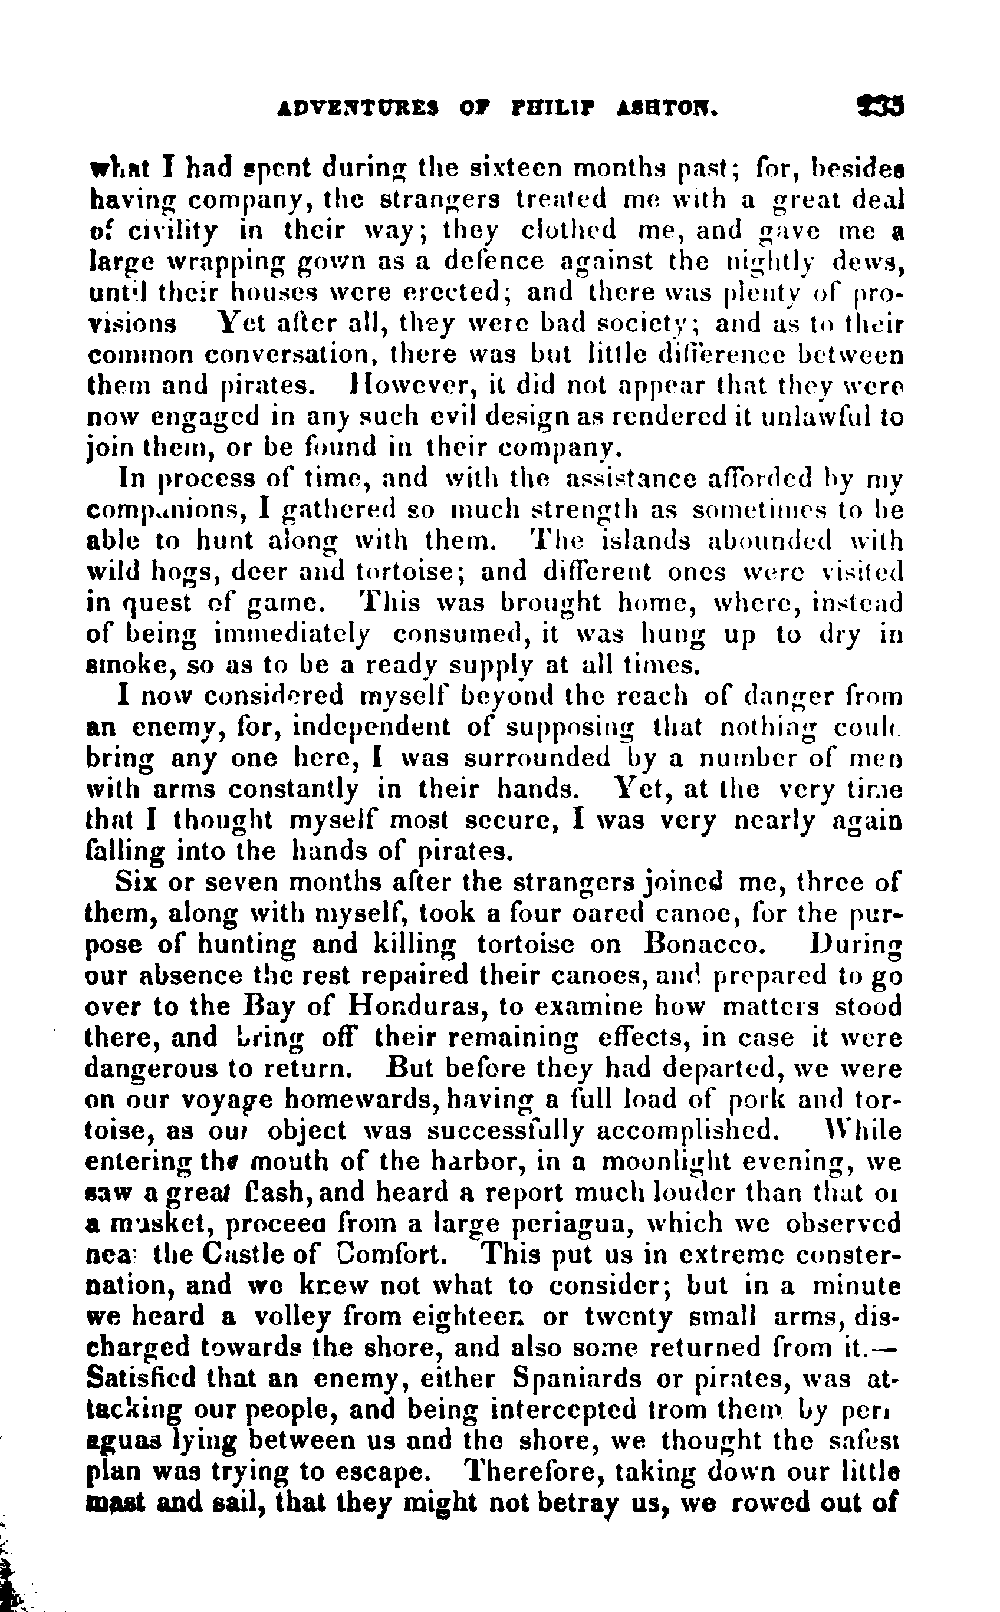 ADVENTURES OF PHILIP ASHTON. 235
what I had spent during the sixteen months past; for, besides
having company, the strangers treated me with a great deal
of civility in their way; they clothed me, and gave me a
large wrapping gown as a defence against the nightly dews,
until their houses were erected; and there was plenty of pro-
visions Yet after all, they were bad society; and as to their
common conversation, there was but little difference between
them and pirates. However, it did not appear that they were
now engaged in any such evil design as rendered it unlawful to
join them, or be found in their company.
In process of time, and with the assistance afforded by my
companions, I gathered so much strength as sometimes to be
able to hunt along with them. The islands abounded with
wild hogs, deer and tortoise; and different ones were visited
in quest of game. This was brought home, where, instead
of being immediately consumed, it was hung up to dry in
smoke, so as to be a ready supply at all times.
I now considered myself beyond the reach of danger from
an enemy, for, independent of supposing that nothing could
bring any one here, I was surrounded by a number of men
with arms constantly in their hands. Yet, at the very time
that I thought myself most secure, I was very nearly again
falling into the hands of pirates.
Six or seven months after the strangers joined me, three of
them, along with myself, took a four oared canoe, for the pur-
pose of hunting and killing tortoise on Bonacco. During
our absence the rest repaired their canoes, and prepared to go
over to the Bay of Honduras, to examine how matters stood
there, and bring off their remaining effects, in case it were
dangerous to return. But before they had departed, we were
on our voyage homewards, having a full load of pork and tor-
toise, as our object was successfully accomplished. While
entering the mouth of the harbor, in a moonlight evening, we
saw a great flash, and heard a report much louder than that of
a musket, proceed from a large periagua, which we observed
near the Castle of Comfort. This put us in extreme conster-
nation, and we knew not what to consider; but in a minute
we heard a volley from eighteen or twenty small arms, dis-
charged towards the shore, and also some returned from it.—
Satisfied that an enemy, either Spaniards or pirates, was at-
tacking our people, and being intercepted from them by peri
aguas lying between us and the shore, we thought the safest
plan was trying to escape. Therefore, taking down our little
mast and sail, that they might not betray us, we rowed out of